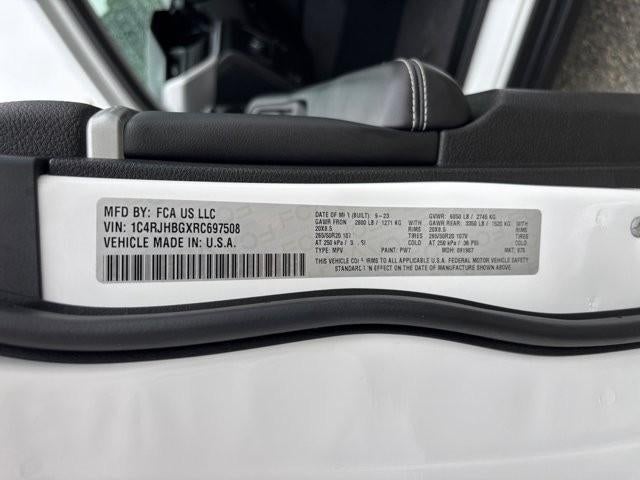 MFD BY: FCA US LLC
VIN: 1C4RJHBGXRC697508
VEHICLE MADE IN U.S.A.
DATE OF MFR (BUILT): 9-23 GVWR: 6050 LB / 2745 KG
GAWR FRONT 2800 LB / 1271 KG WITH GAWR REAR: 3350 LB / 1520 KG WITH
20X8.5 RIMS 20X8.5 RIMS
265/50R20 107 TIRES 265/50R20 107V TIRES
AT 250 kPa / COLD AT 250 kPa / 36 PSI COLD
TYPE: MPV PAINT: PW7 MDH: 091907 MKT:
THIS VEHICLE CONFIRMS TO ALL APPLICABLE U.S.A. FEDERAL MOTOR VEHICLE SAFETY
STANDARDS IN EFFECT ON THE DATE OF MANUFACTURE SHOWN ABOVE